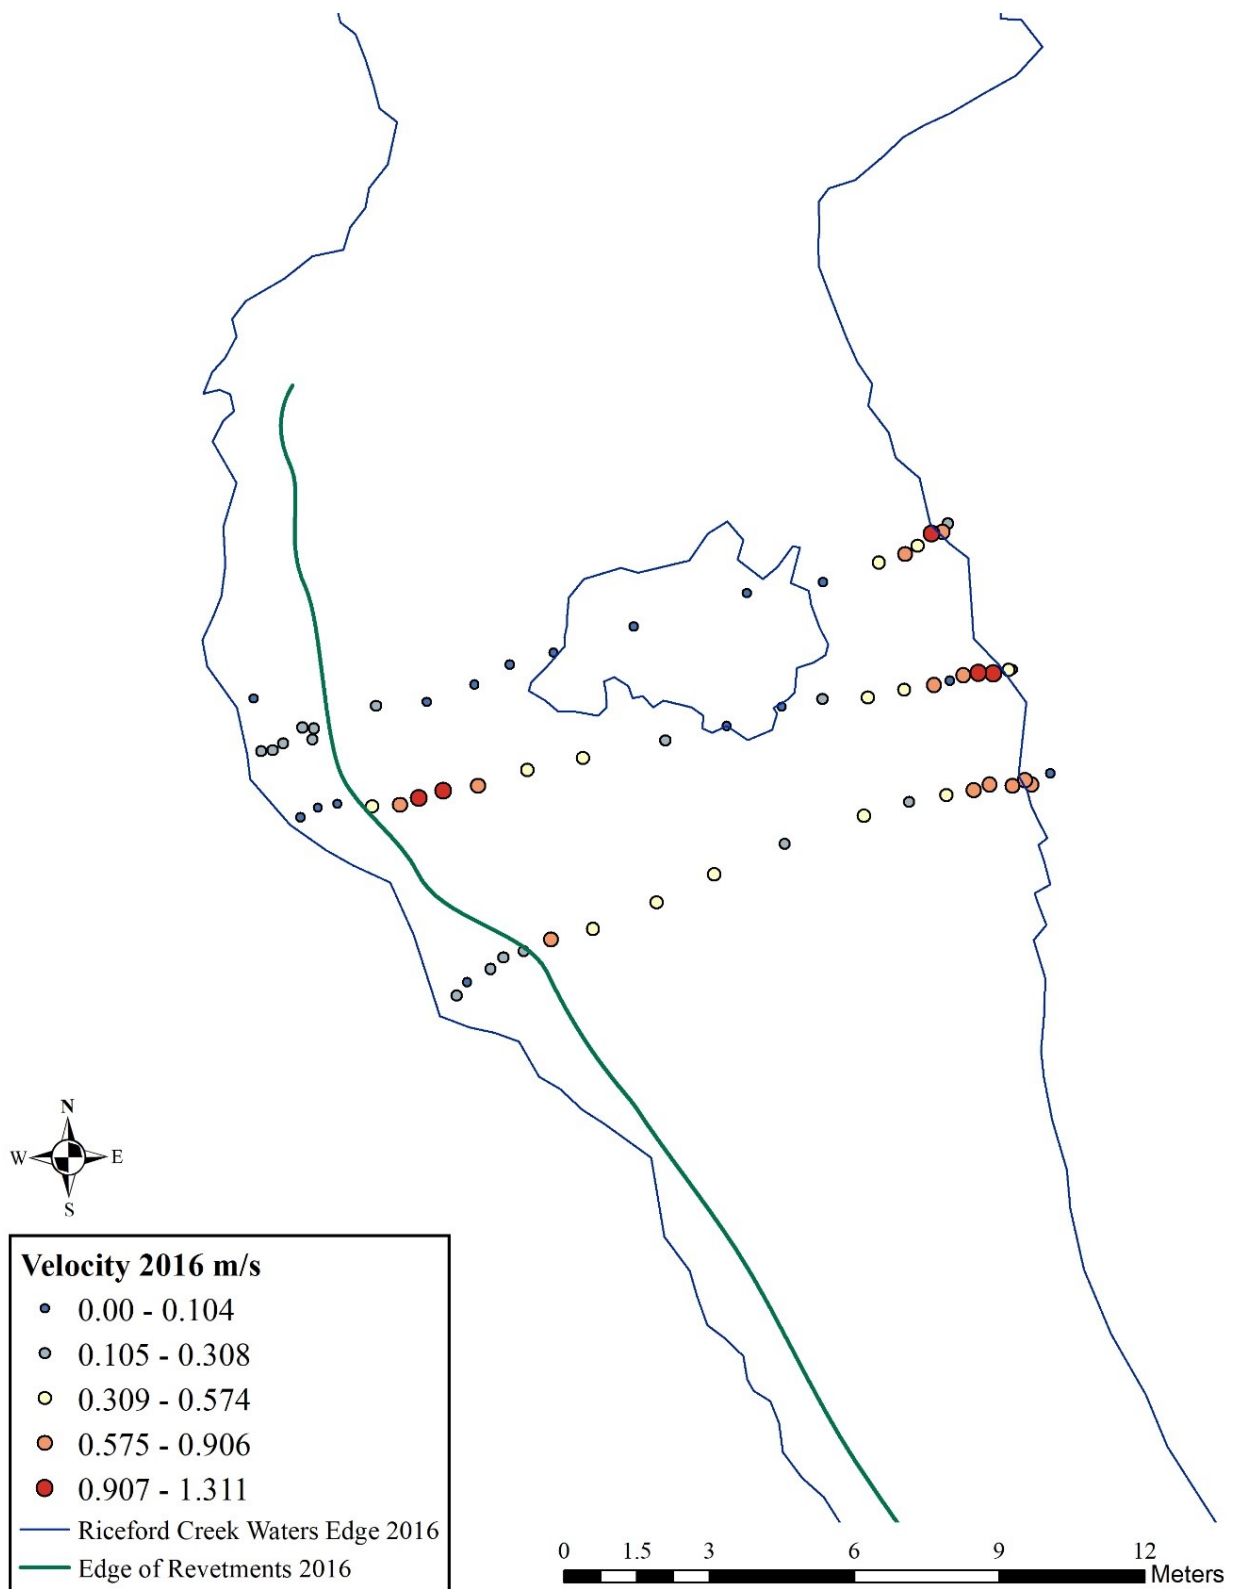 N
W E
S
Velocity 2016 m/s
0.00 - 0.104
0.105 - 0.308
0.309 - 0.574
0.575 - 0.906
0.907 - 1.311
Riceford Creek Waters Edge 2016
Edge of Revetments 2016
0 1.5 3 6 9 12
Meters